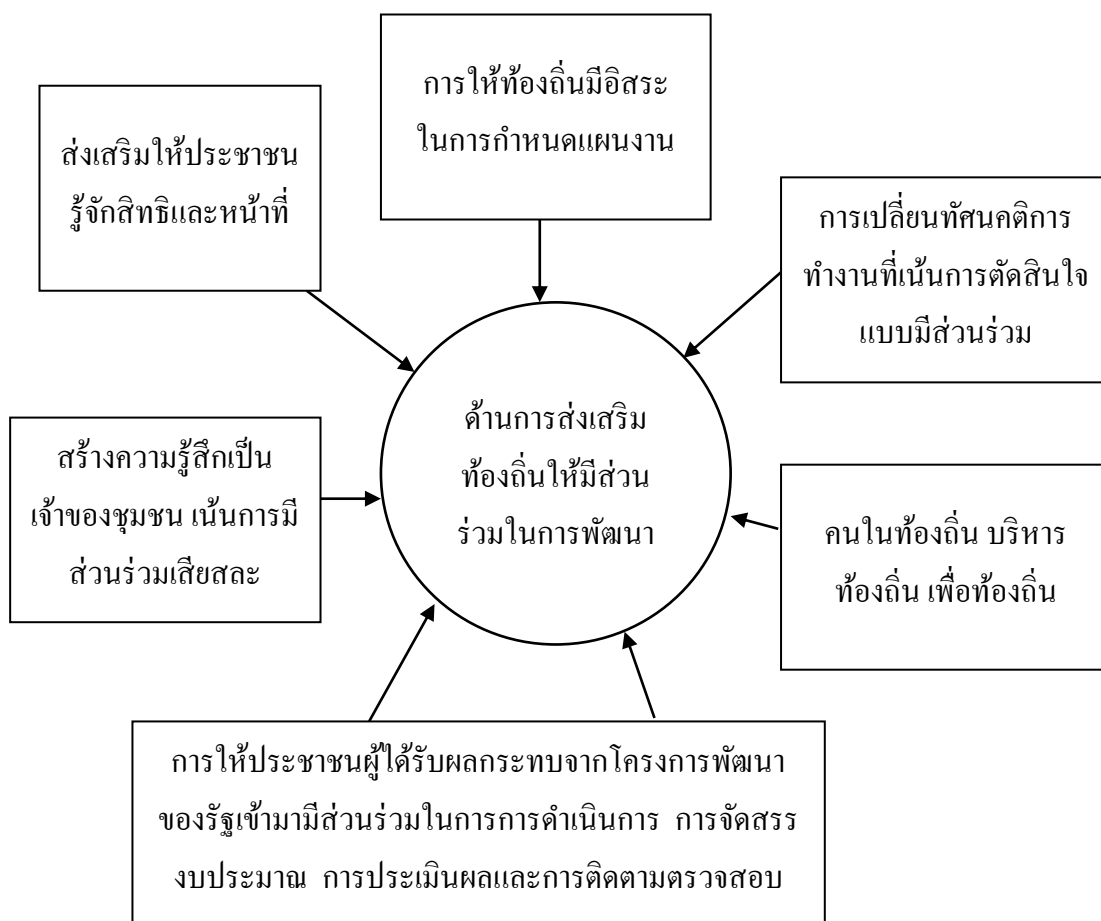 การให้ท้องถิ่นมีอิสระ
ในการกำหนดแผนงาน
ส่งเสริมให้ประชาชน
รู้จักสิทธิและหน้าที่
การเปลี่ยนทัศนคติการ
ทำงานที่เน้นการตัดสินใจ
แบบมีส่วนร่วม
ด้านการส่งเสริม
ท้องถิ่นให้มีส่วน
ร่วมในการพัฒนา
สร้างความรู้สึกเป็น
เจ้าของชุมชน เน้นการมี
ส่วนร่วมเสียสละ
คนในท้องถิ่น บริหาร
ท้องถิ่น เพื่อท้องถิ่น
การให้ประชาชนผู้ได้รับผลกระทบจากโครงการพัฒนา
ของรัฐเข้ามามีส่วนร่วมในการการดำเนินการ การจัดสรร
งบประมาณ การประเมินผลและการติดตามตรวจสอบ